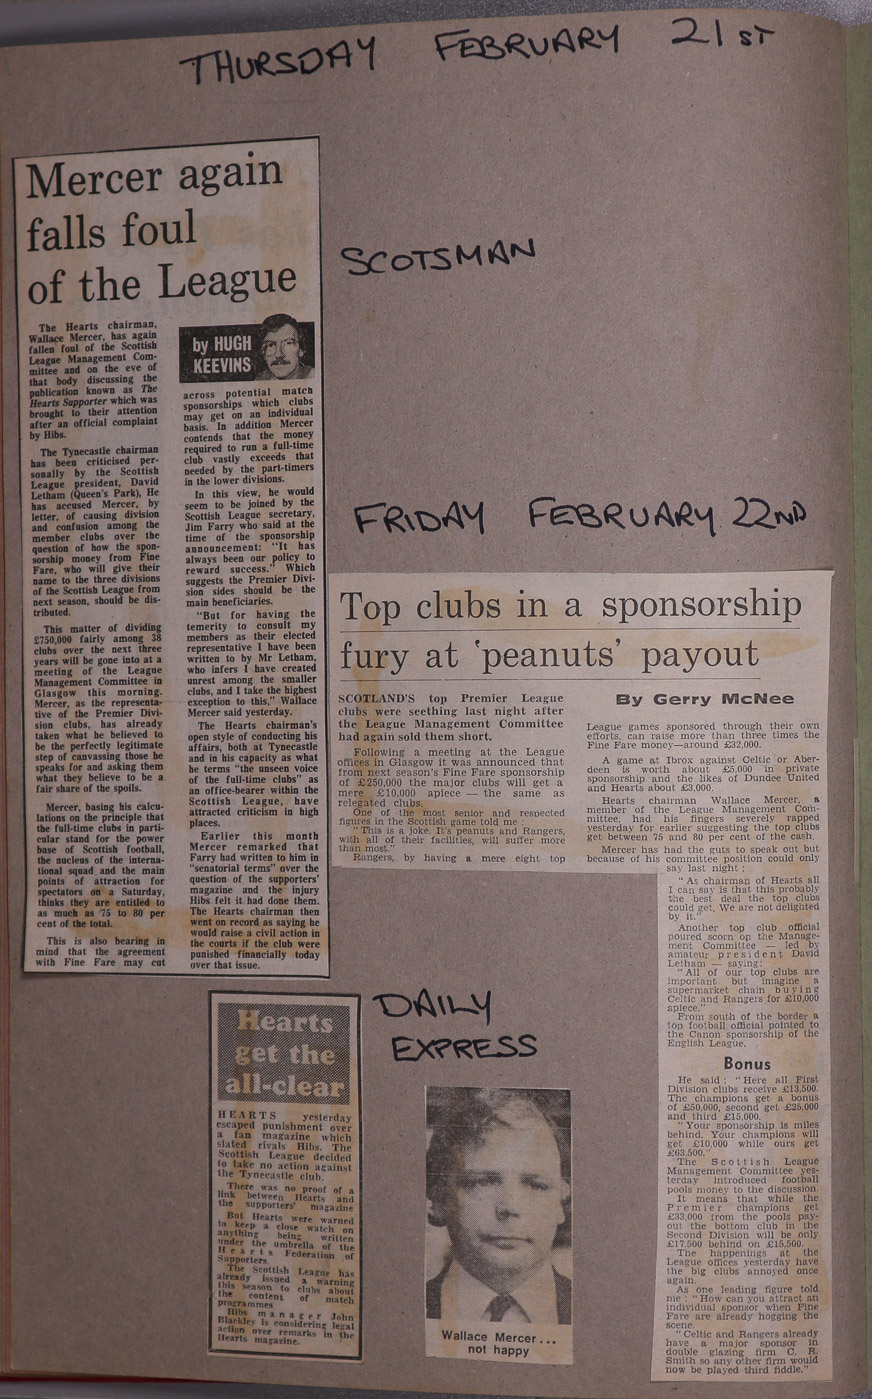 THURSDAY FEBRUARY 21ST
Mercer again
falls foul
of the League
The Hearts chairman,
Wallace Mercer, has again
fallen foul of the Scottish
League Management Com-
mittee and on the eve of
that body discussing the
publication known as The
Hearts Supporter which was
brought to their attention
after an official complaint
by Hibs.
The Tynecastle chairman
has been criticised per-
sonally by the Scottish
League president, David
Letham (Queen's Park), He
has accused Mercer, by
letter, of causing division
and confusion among the
member clubs over the
question of how the spon-
sorship money from Fine
Fare, who will give their
name to the three divisions
of the Scottish League from
next season, should be dis-
tributed.
This matter of dividing
£750,000 fairly among 38
clubs over the next three
years will be gone into at a
meeting of the League
Management Committee in
Glasgow this morning.
Mercer, as the representa-
tive of the Premier Divi-
sion clubs, has already
taken what he believed to
be the perfectly legitimate
step of canvassing those he
speaks for and asking them
what they believe to be a
fair share of the spoils.
Mercer, basing his calcu-
lations on the principle that
the full-time clubs in parti-
cular stand for the power
base of Scottish football,
the nucleus of the interna-
tional squad and the main
points of attraction for
spectators on a Saturday,
thinks they are entitled to
as much as '75 to 80 per
cent of the total.
This is also bearing in
mind that the agreement
with Fine Fare may cut
by HUGH
KEEVINS
across potential match
sponsorships which clubs
may get on an individual
basis. In addition Mercer
contends that the money
required to run a full-time
club vastly exceeds that
needed by the part-timers
in the lower divisions.
In this view, he would
seem to be joined by the
Scottish League secretary,
Jim Farry who said at the
time of the sponsorship
announcement: "It has
always been our policy to
reward success." Which
suggests the Premier Divi-
sion sides should be the
main beneficiaries.
"But for having the
temerity to consult my
members as their elected
representative I have been
written to by Mr Letham,
who infers I have created
unrest among the smaller
clubs, and I take the highest
exception to this," Wallace
Mercer said yesterday.
The Hearts chairman's
open style of conducting his
affairs, both at Tynecastle
and in his capacity as what
he terms "the unseen voice
of the full-time clubs" as
an office-bearer within the
Scottish League, have
attracted criticism in high
places.
Earlier this month
Mercer remarked that
Farry had written to him in
"senatorial terms" over the
question of the supporters'
magazine and the injury
Hibs felt it had done them.
The Hearts chairman then
went on record as saying he
would raise a civil action in
the courts if the club were
punished financially today
over that issue.
SCOTSMAN
FRIDAY FEBRUARY 22ND
Top clubs in a sponsorship
fury at 'peanuts' payout
SCOTLAND'S top Premier League
clubs were seething last night after
the League Management Committee
had again sold them short.
Following a meeting at the League
offices in Glasgow it was announced that
from next season's Fine Fare sponsorship
of £250,000 the major clubs will get a
mere £10,000 apiece — the same as
relegated clubs.
One of the most senior and respected
figures in the Scottish game told me:
"This is a joke. It's peanuts and Rangers,
with all of their facilities, will suffer more
than most."
Rangers, by having a mere eight top
By Gerry McNee
League games sponsored through their own
efforts, can raise more than three times the
Fine Fare money—around £32,000.
A game at Ibrox against Celtic or Aber-
deen is worth about £5,000 in private
sponsorship and the likes of Dundee United
and Hearts about £3,000.
Hearts chairman Wallace Mercer, a
member of the League Management Com-
mittee, had his fingers severely rapped
yesterday for earlier suggesting the top clubs
get between 75 and 80 per cent of the cash.
Mercer has had the guts to speak out but
because of his committee position could only
say last night:
"As chairman of Hearts all
I can say is that this probably
the best deal the top clubs
could get. We are not delighted
by it."
Another top club official
poured scorn on the Manage-
ment Committee — led by
amateur president David
Letham — saying:
"All of our top clubs are
important but imagine a
supermarket chain buying
Celtic and Rangers for £10,000
apiece."
From south of the border a
top football official pointed to
the Canon sponsorship of the
English League.
Bonus
He said: "Here all First
Division clubs receive £13,500.
The champions get a bonus
of £50,000, second get £25,000
and third £15,000.
"Your sponsorship is miles
behind. Your champions will
get £10,000 while ours get
£63,500."
The Scottish League
Management Committee yes-
terday introduced football
pools money to the discussion.
It means that while the
Premier champions get
£33,000 from the pools pay-
out the bottom club in the
Second Division will be only
£17,500 behind on £15,500.
The happenings at the
League offices yesterday have
the big clubs annoyed once
again.
As one leading figure told
me: "How can you attract an
individual sponsor when Fine
Fare are already hogging the
scene.
"Celtic and Rangers already
have a major sponsor in
double glazing firm C. R.
Smith so any other firm would
now be played third fiddle."
DAILY
EXPRESS
Hearts
get the
all-clear
HEARTS yesterday
escaped punishment over
a fan magazine which
slated rivals Hibs. The
Scottish League decided
to take no action against
the Tynecastle club.
There was no proof of a
link between Hearts and
the supporters' magazine
But Hearts were warned
to keep a close watch on
anything being written
under the umbrella of the
Hearts Federation of
Supporters.
The Scottish League has
already issued a warning
this season to clubs about
the content of match
programmes
Hibs manager John
Blackley is considering legal
action over remarks in the
Hearts magazine.
Wallace Mercer...
not happy